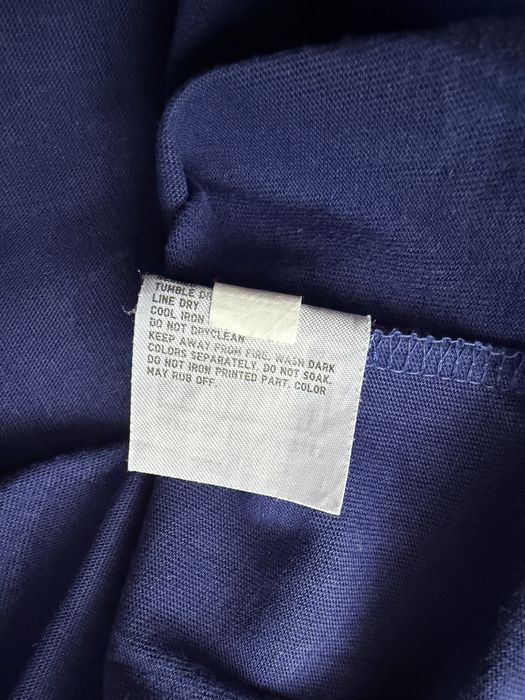 TUMBLE
LINE DRY
COOL IRON
DO NOT DRYCLEAN
KEEP AWAY FROM FIRE. WASH DARK
COLORS SEPARATELY. DO NOT SOAK.
DO NOT IRON PRINTED PART. COLOR
MAY RUB OFF.